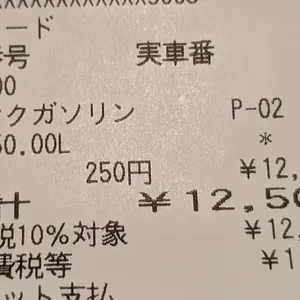 XXXXXXXXXXXXX5003
ード
番号 実車番
00
クガソリン P-02
50.00L *
250円 ¥12,
計 ¥12,50
税10%対象 ¥12
費税等 ¥1
ット支払